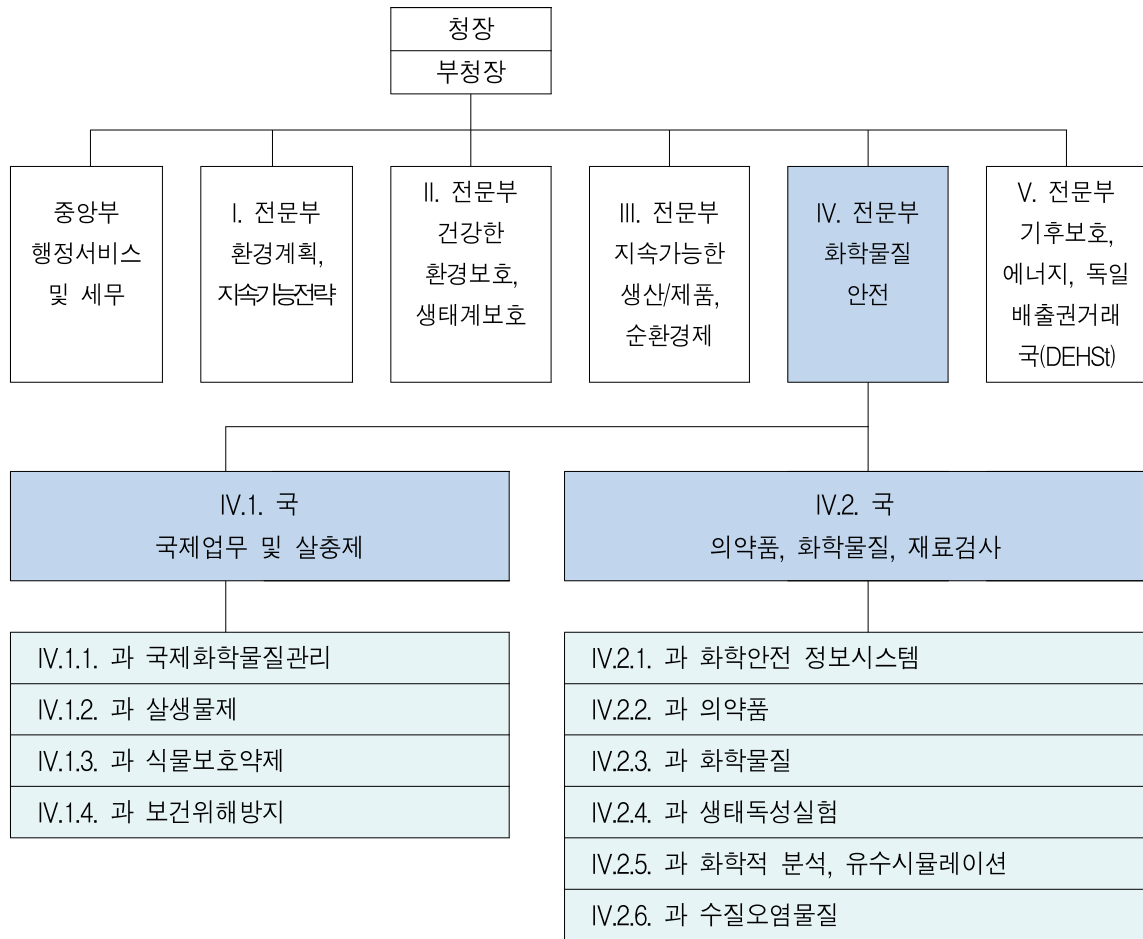 청장
부청장
중앙부
행정서비스
및 세무
I. 전문부
환경계획,
지속가능전략
II. 전문부
건강한
환경보호,
생태계보호
III. 전문부
지속가능한
생산/제품,
순환경제
IV. 전문부
화학물질
안전
V. 전문부
기후보호,
에너지, 독일
배출권거래
국(DEHSt)
IV.1. 국
국제업무 및 살충제
IV.2. 국
의약품, 화학물질, 재료검사
IV.1.1. 과 국제화학물질관리
IV.1.2. 과 살생물제
IV.1.3. 과 식물보호약제
IV.1.4. 과 보건위해방지
IV.2.1. 과 화학안전 정보시스템
IV.2.2. 과 의약품
IV.2.3. 과 화학물질
IV.2.4. 과 생태독성실험
IV.2.5. 과 화학적 분석, 유수시뮬레이션
IV.2.6. 과 수질오염물질